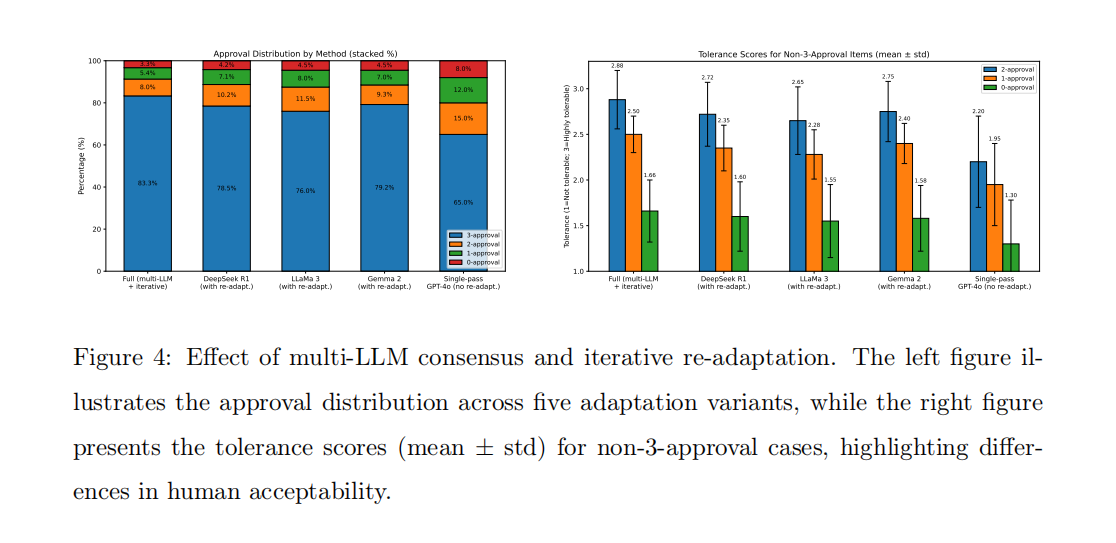 Approval Distribution by Method (stacked %)
Percentage (%)
100
80
60
40
20
0
3.3%
5.4%
8.0%
83.3%
4.2%
7.1%
10.2%
78.5%
4.5%
8.0%
11.5%
76.0%
4.5%
7.0%
9.3%
79.2%
8.0%
12.0%
15.0%
65.0%
3-approval
2-approval
1-approval
0-approval
Full (multi-LLM
+ iterative)
DeepSeek R1
(with re-adapt.)
LLaMa 3
(with re-adapt.)
Gemma 2
(with re-adapt.)
Single-pass
GPT-4o (no re-adapt.)
Tolerance Scores for Non-3-Approval Items (mean ± std)
Tolerance (1=Not tolerable; 3=Highly tolerable)
3.0
2.5
2.0
1.5
1.0
2.88
2.50
1.66
2.72
2.35
1.60
2.65
2.28
1.55
2.75
2.40
1.58
2.20
1.95
1.30
2-approval
1-approval
0-approval
Full (multi-LLM
+ iterative)
DeepSeek R1
(with re-adapt.)
LLaMa 3
(with re-adapt.)
Gemma 2
(with re-adapt.)
Single-pass
GPT-4o (no re-adapt.)
Figure 4: Effect of multi-LLM consensus and iterative re-adaptation. The left figure il-
lustrates the approval distribution across five adaptation variants, while the right figure
presents the tolerance scores (mean ± std) for non-3-approval cases, highlighting differ-
ences in human acceptability.